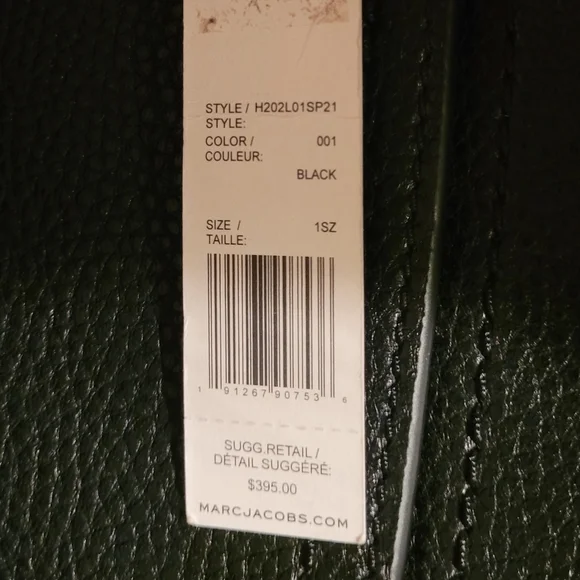 STYLE / H202L01SP21
STYLE:
COLOR / 001
COULEUR:
BLACK
SIZE / 1SZ
TAILLE:
1 91267 90753 6
SUGG.RETAIL /
DÉTAIL SUGGÉRÉ:
$395.00
MARCJACOBS.COM